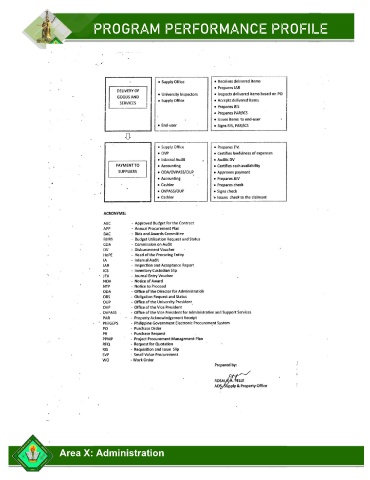 PROGRAM PERFORMANCE PROFILE
DELIVERY OF
GOODS AND
SERVICES
• Supply Office
• University Inspectors
• Supply Office
• End-user
• Receives delivered items
• Prepares IAR
• Inspects delivered items based on PO
• Accepts delivered items
• Prepares RIS
• Prepares PAR/ICS
• Issues items to end-user
• Signs RIS, PAR/ICS
PAYMENT TO
SUPPLIERS
• Supply Office
• OVP
• Internal Audit
• Accounting
• ODA/OVPASS/OUP
• Accounting
• Cashier
• OVPASS/OUP
• Cashier
• Prepares DV
• Certifies lawfulness of expenses
• Audits DV
• Certifies cash availability
• Approves payment
• Prepares JEV
• Prepares check
• Signs check
• Issues check to the claimant
ACRONYMS:
ABC - Approved Budget for the Contract
APP - Annual Procurement Plan
BAC - Bids and Awards Committee
BURS - Budget Utilization Request and Status
COA - Commission on Audit
DV - Disbursement Voucher
HoPE - Head of the Procuring Entity
IA - Internal Audit
IAR - Inspection and Acceptance Report
ICS - Inventory Custodian Slip
JEV - Journal Entry Voucher
NOA - Notice of Award
NTP - Notice to Proceed
ODA - Office of the Director for Administration
ORS - Obligation Request and Status
OUP - Office of the University President
OVP - Office of the Vice President
OVPASS - Office of the Vice President for Administration and Support Services
PAR - Property Acknowledgement Receipt
PhilGEPS - Philippine Government Electronic Procurement System
PO - Purchase Order
PR - Purchase Request
PPMP - Project Procurement Management Plan
RFQ - Request for Quotation
RIS - Requisition and Issue Slip
SVP - Small Value Procurement
WO - Work Order
Prepared by:
Supply & Property Office
Area X: Administration